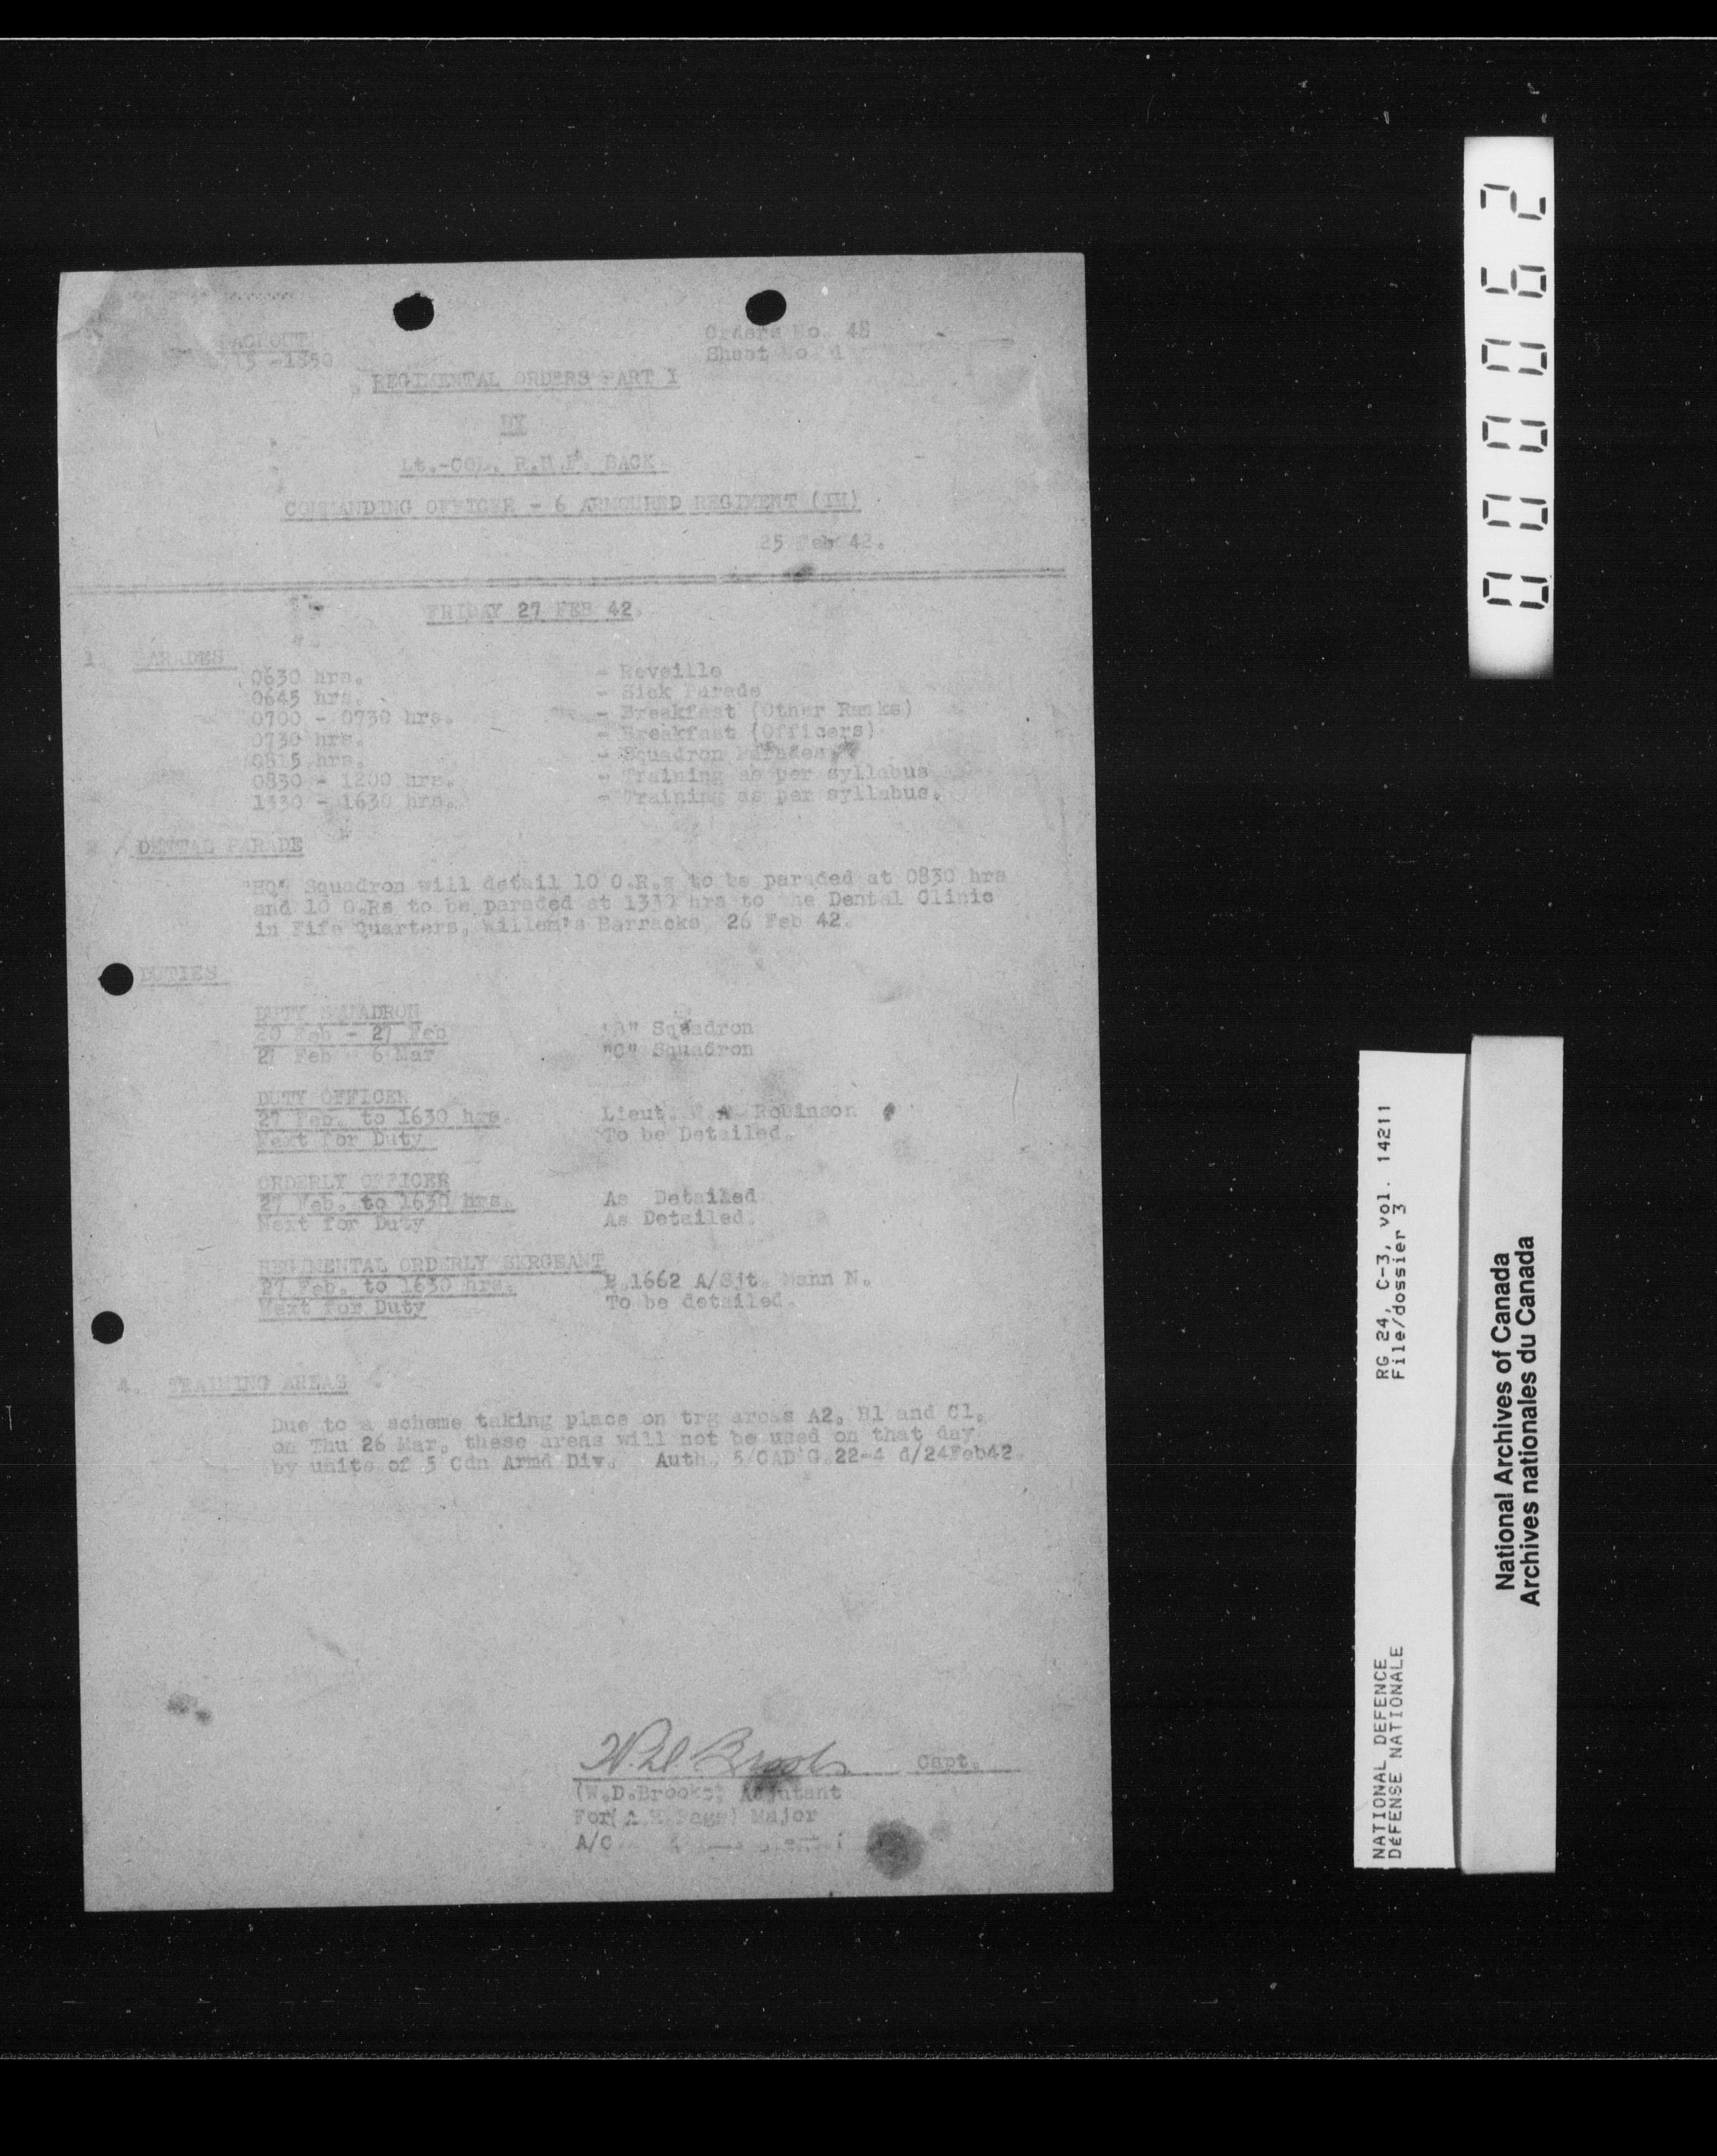 Orders No. 48
Sheet No. 1
-1850
REGIMENTAL ORDERS PART I
BY
Lt.-COL. R.H.F. BACK
COMMANDING OFFICER - 6 ARMOURED REGIMENT (1H)
25 Feb 42.
FRIDAY 27 FEB 42.
1. PARADES
0630 hrs. - Reveille
0645 hrs. - Sick Parade
0700 - 0730 hrs. - Breakfast (Other Ranks)
0730 hrs. - Breakfast (Officers)
0815 hrs. - Squadron Parades
0830 - 1200 hrs. - Training as per syllabus
1330 - 1630 hrs. - Training as per syllabus.
DENTAL PARADE
"HQ" Squadron will detail 10 O.R.s to be paraded at 0830 hrs
and 10 O.Rs to be paraded at 1330 hrs to the Dental Clinic
in Fife Quarters, Willem's Barracks, 26 Feb 42.
DUTIES
DUTY SQUADRON
20 Feb - 27 Feb "B" Squadron
27 Feb 6 Mar "C" Squadron
DUTY OFFICER
27 Feb. to 1630 hrs. Lieut. Robinson
Next for Duty To be Detailed.
ORDERLY OFFICER
27 Feb. to 1630 hrs. As Detailed
Next for Duty As Detailed.
REGIMENTAL ORDERLY SERGEANT
27 Feb. to 1630 hrs. B.1662 A/Sjt. Mann N.
Next for Duty To be detailed.
4. TRAINING AREAS
Due to a scheme taking place on trg areas A2, B1 and C1,
on Thu 26 Mar, these areas will not be used on that day
by units of 5 Cdn Armd Div. Auth. 5/CAD G.22-4 d/24Feb42
W.D. Brooks Capt.
(W.D.Brooks) Adjutant
For( Major
A/C
000062
RG 24, C-3, vol. 14211
File/dossier 3
NATIONAL DEFENCE
DéFENSE NATIONALE
National Archives of Canada
Archives nationales du Canada